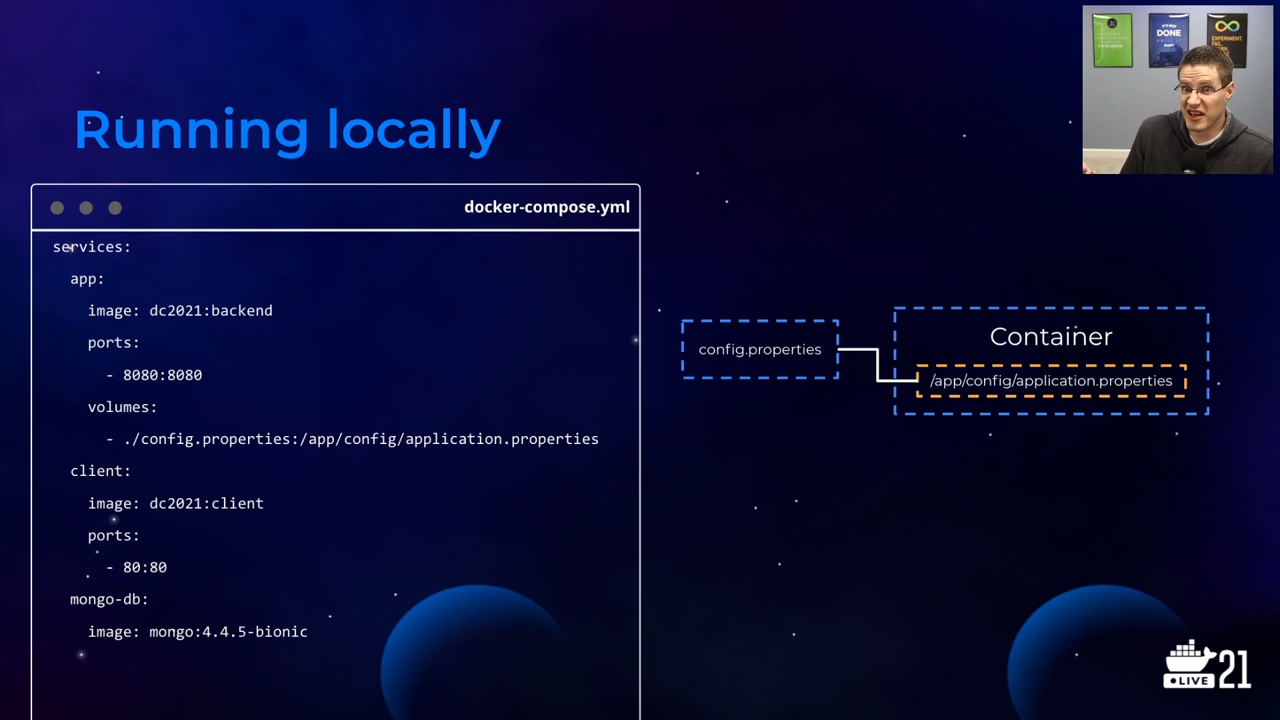 DONE
EXPERIMENT.
FAIL.
Running locally
docker-compose.yml
services:
app:
image: dc2021:backend
ports:
- 8080:8080
volumes:
- ./config.properties:/app/config/application.properties
client:
image: dc2021:client
ports:
- 80:80
mongo-db:
image: mongo:4.4.5-bionic
config.properties
Container
/app/config/application.properties
LIVE 21